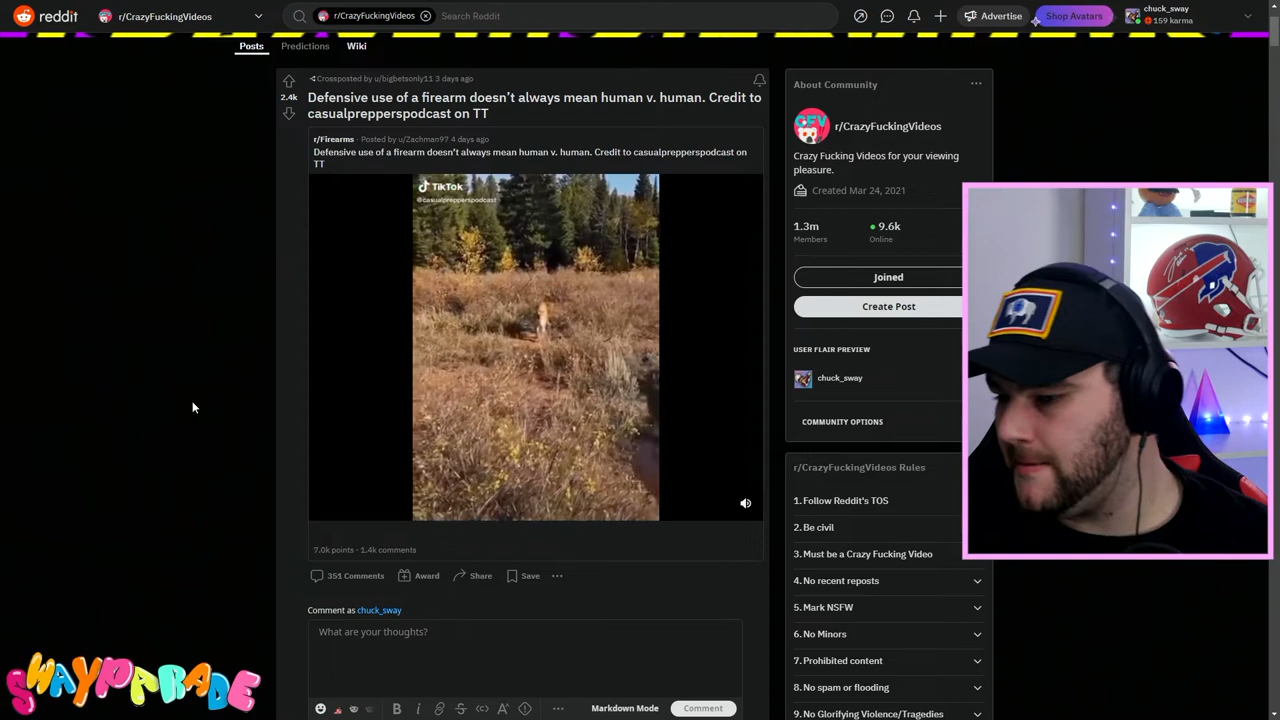 reddit
r/CrazyFuckingVideos
r/CrazyFuckingVideos
Search Reddit
Advertise
Shop Avatars
chuck_sway
159 karma
Posts
Predictions
Wiki
2.4k
Crossposted by u/bigbetsonly11 3 days ago
Defensive use of a firearm doesn’t always mean human v. human. Credit to
casualprepperspodcast on TT
r/Firearms · Posted by u/Zachman97 4 days ago
Defensive use of a firearm doesn’t always mean human v. human. Credit to casualprepperspodcast on
TT
TikTok
@casualprepperspodcast
7.0k points · 1.4k comments
351 Comments
Award
Share
Save
Comment as chuck_sway
What are your thoughts?
Markdown Mode
Comment
About Community
r/CrazyFuckingVideos
Crazy Fucking Videos for your viewing
pleasure.
Created Mar 24, 2021
1.3m
9.6k
Members
Online
Joined
Create Post
USER FLAIR PREVIEW
chuck_sway
COMMUNITY OPTIONS
r/CrazyFuckingVideos Rules
1. Follow Reddit's TOS
2. Be civil
3. Must be a Crazy Fucking Video
4. No recent reposts
5. Mark NSFW
6. No Minors
7. Prohibited content
8. No spam or flooding
9. No Glorifying Violence/Tragedies
SWAYPARADE